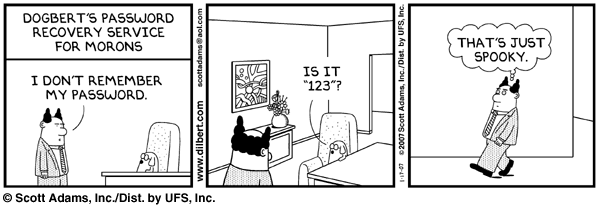 DOGBERT'S PASSWORD
RECOVERY SERVICE
FOR MORONS
I DON'T REMEMBER
MY PASSWORD.
www.dilbert.com
scottadams@aol.com
IS IT
"123"?
1-17-07
©2007 Scott Adams, Inc./Dist. by UFS, Inc.
THAT'S JUST
SPOOKY.
© Scott Adams, Inc./Dist. by UFS, Inc.